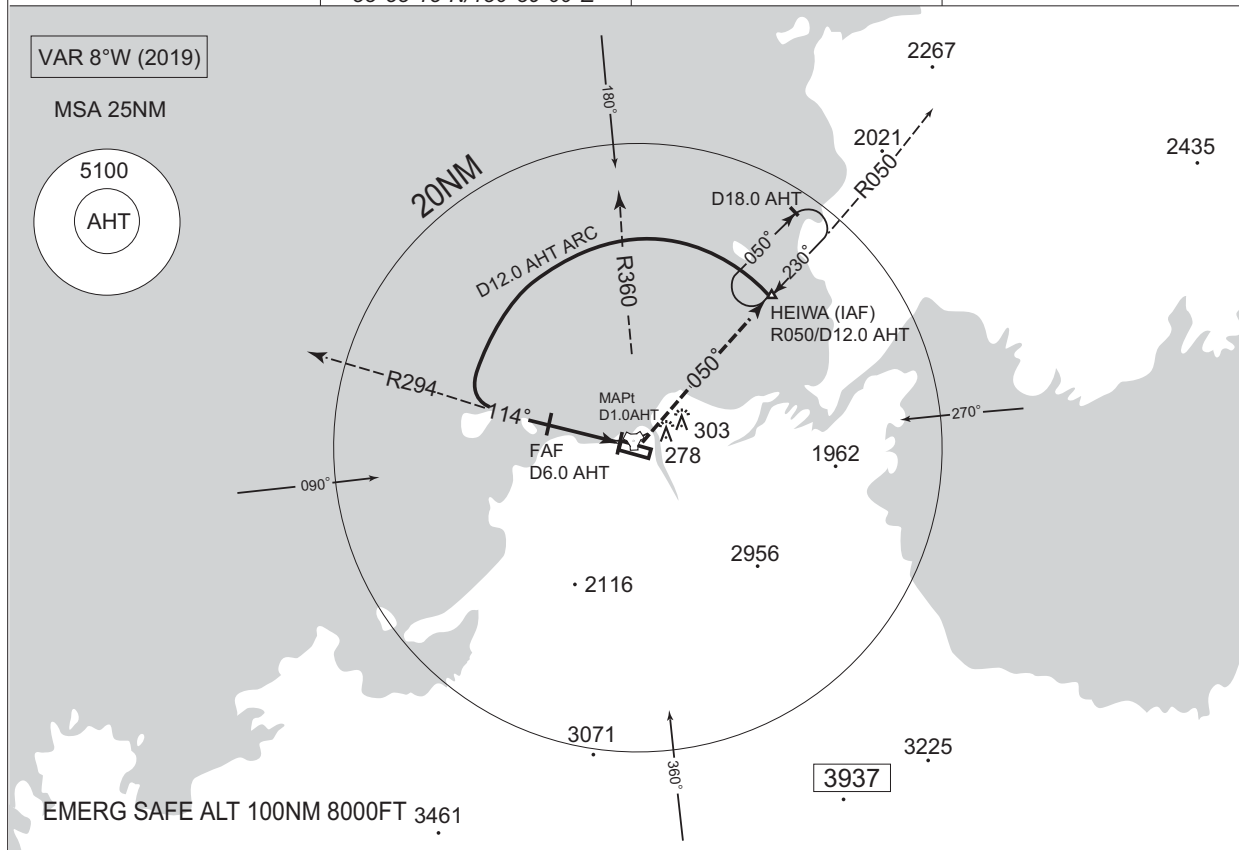 VAR 8°W (2019)
MSA 25NM
5100
AHT
20NM
180°
2267
2021
2435
R050
D18.0 AHT
050°
230°
D12.0 AHT ARC
R360
HEIWA (IAF)
R050/D12.0 AHT
R294
114°
050°
MAPt
D1.0AHT
303
278
270°
FAF
D6.0 AHT
1962
090°
2956
2116
3071
360°
3225
3937
EMERG SAFE ALT 100NM 8000FT
3461